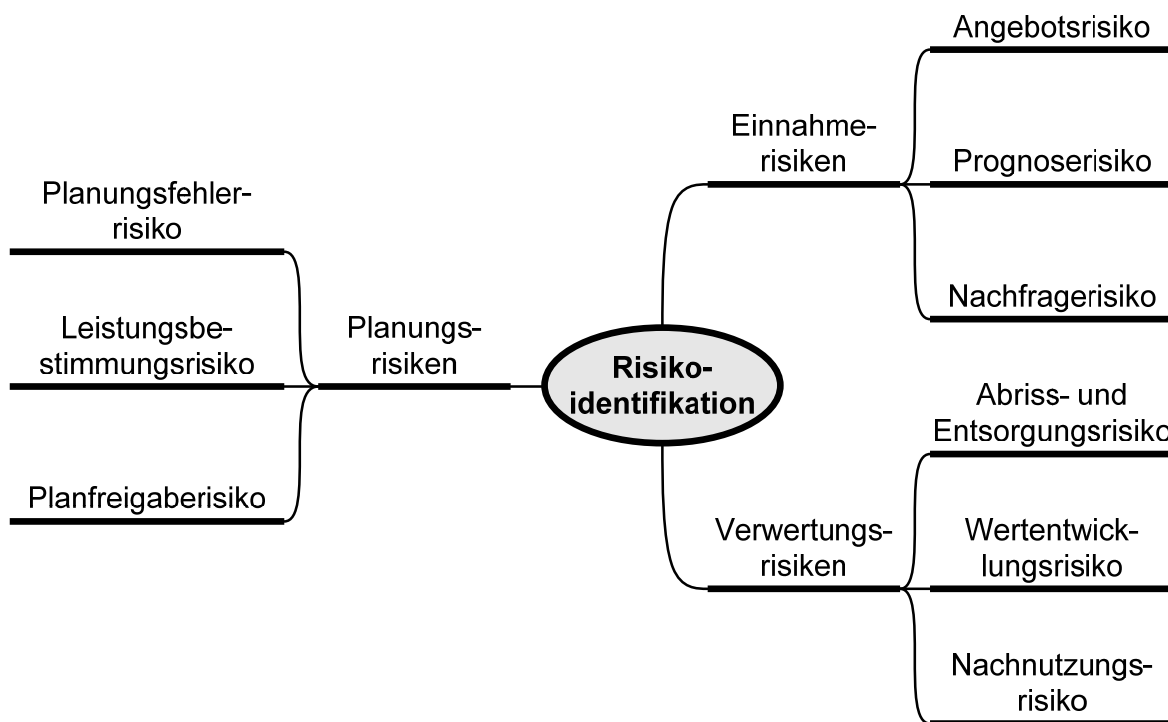 Planungsfehler-
risiko
Leistungsbe-
stimmungsrisiko
Planfreigaberisiko
Planungs-
risiken
Risiko-
identifikation
Einnahme-
risiken
Angebotsrisiko
Prognoserisiko
Nachfragerisiko
Verwertungs-
risiken
Abriss- und
Entsorgungsrisiko
Wertentwick-
lungsrisiko
Nachnutzungs-
risiko